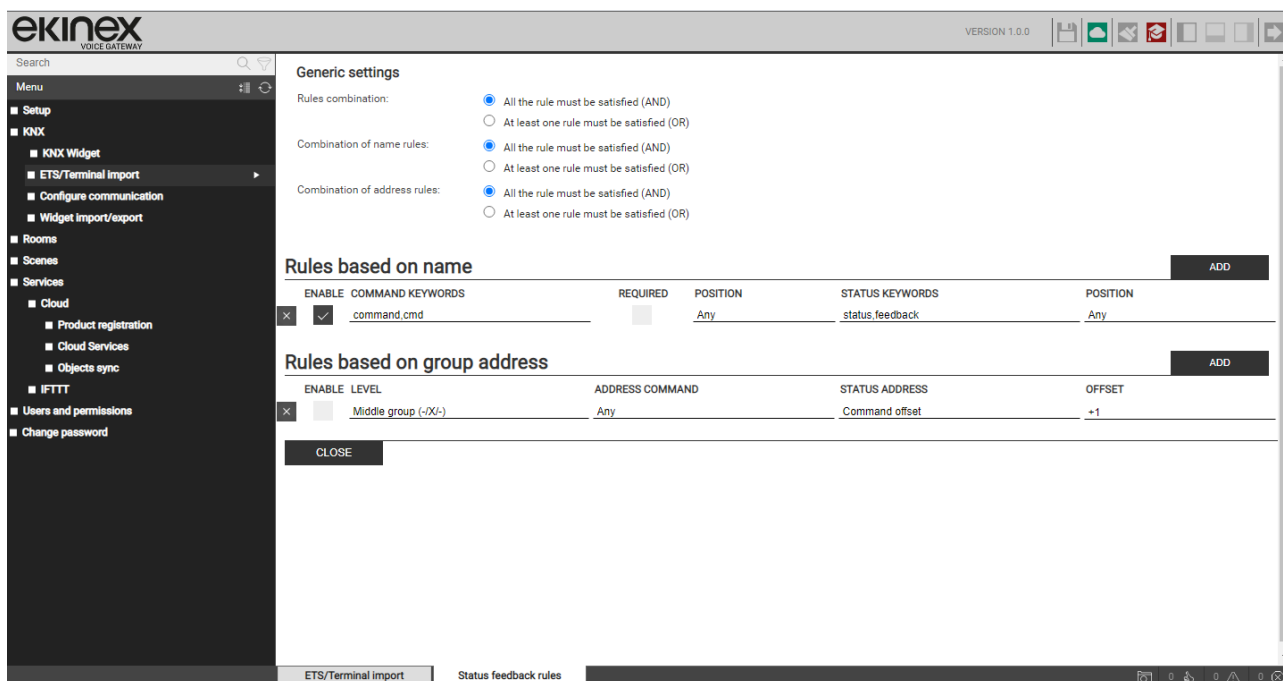 ekinex
VOICE GATEWAY
VERSION 1.0.0
Search
Menu
Setup
KNX
KNX Widget
ETS/Terminal import
Configure communication
Widget import/export
Rooms
Scenes
Services
Cloud
Product registration
Cloud Services
Objects sync
IFTTT
Users and permissions
Change password
Generic settings
Rules combination:
All the rule must be satisfied (AND)
At least one rule must be satisfied (OR)
Combination of name rules:
All the rule must be satisfied (AND)
At least one rule must be satisfied (OR)
Combination of address rules:
All the rule must be satisfied (AND)
At least one rule must be satisfied (OR)
Rules based on name
ADD
ENABLE COMMAND KEYWORDS REQUIRED POSITION STATUS KEYWORDS POSITION
command,cmd Any status,feedback Any
Rules based on group address
ADD
ENABLE LEVEL ADDRESS COMMAND STATUS ADDRESS OFFSET
Middle group (-/X/-) Any Command offset +1
CLOSE
ETS/Terminal import Status feedback rules
0 0 0